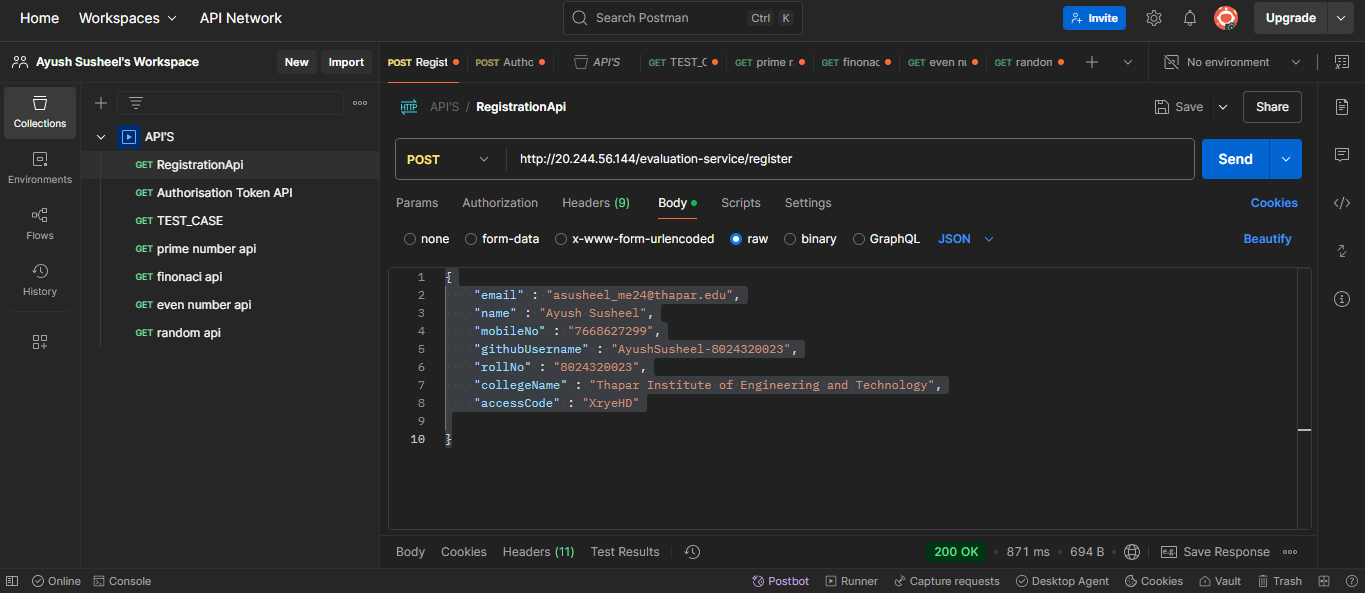 Home Workspaces API Network Search Postman Ctrl K Invite Upgrade
Ayush Susheel's Workspace New Import POST Regist POST Autho API'S GET TEST_C GET prime n GET finonac GET even nu GET random No environment
Collections
Environments
Flows
History
API'S
GET RegistrationApi
GET Authorisation Token API
GET TEST_CASE
GET prime number api
GET finonaci api
GET even number api
GET random api
HTTP API'S / RegistrationApi Save Share
POST http://20.244.56.144/evaluation-service/register Send
Params Authorization Headers (9) Body Scripts Settings Cookies
none form-data x-www-form-urlencoded raw binary GraphQL JSON Beautify
1 {
2 "email" : "asusheel_me24@thapar.edu",
3 "name" : "Ayush Susheel",
4 "mobileNo" : "7668627299",
5 "githubUsername" : "AyushSusheel-8024320023",
6 "rollNo" : "8024320023",
7 "collegeName" : "Thapar Institute of Engineering and Technology",
8 "accessCode" : "XryeHD"
9
10 }
Body Cookies Headers (11) Test Results 200 OK 871 ms 694 B e.g. Save Response
Online Console Postbot Runner Capture requests Desktop Agent Cookies Vault Trash